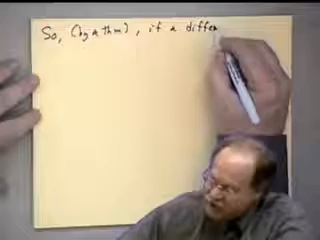 So, (by a thm), if a differ